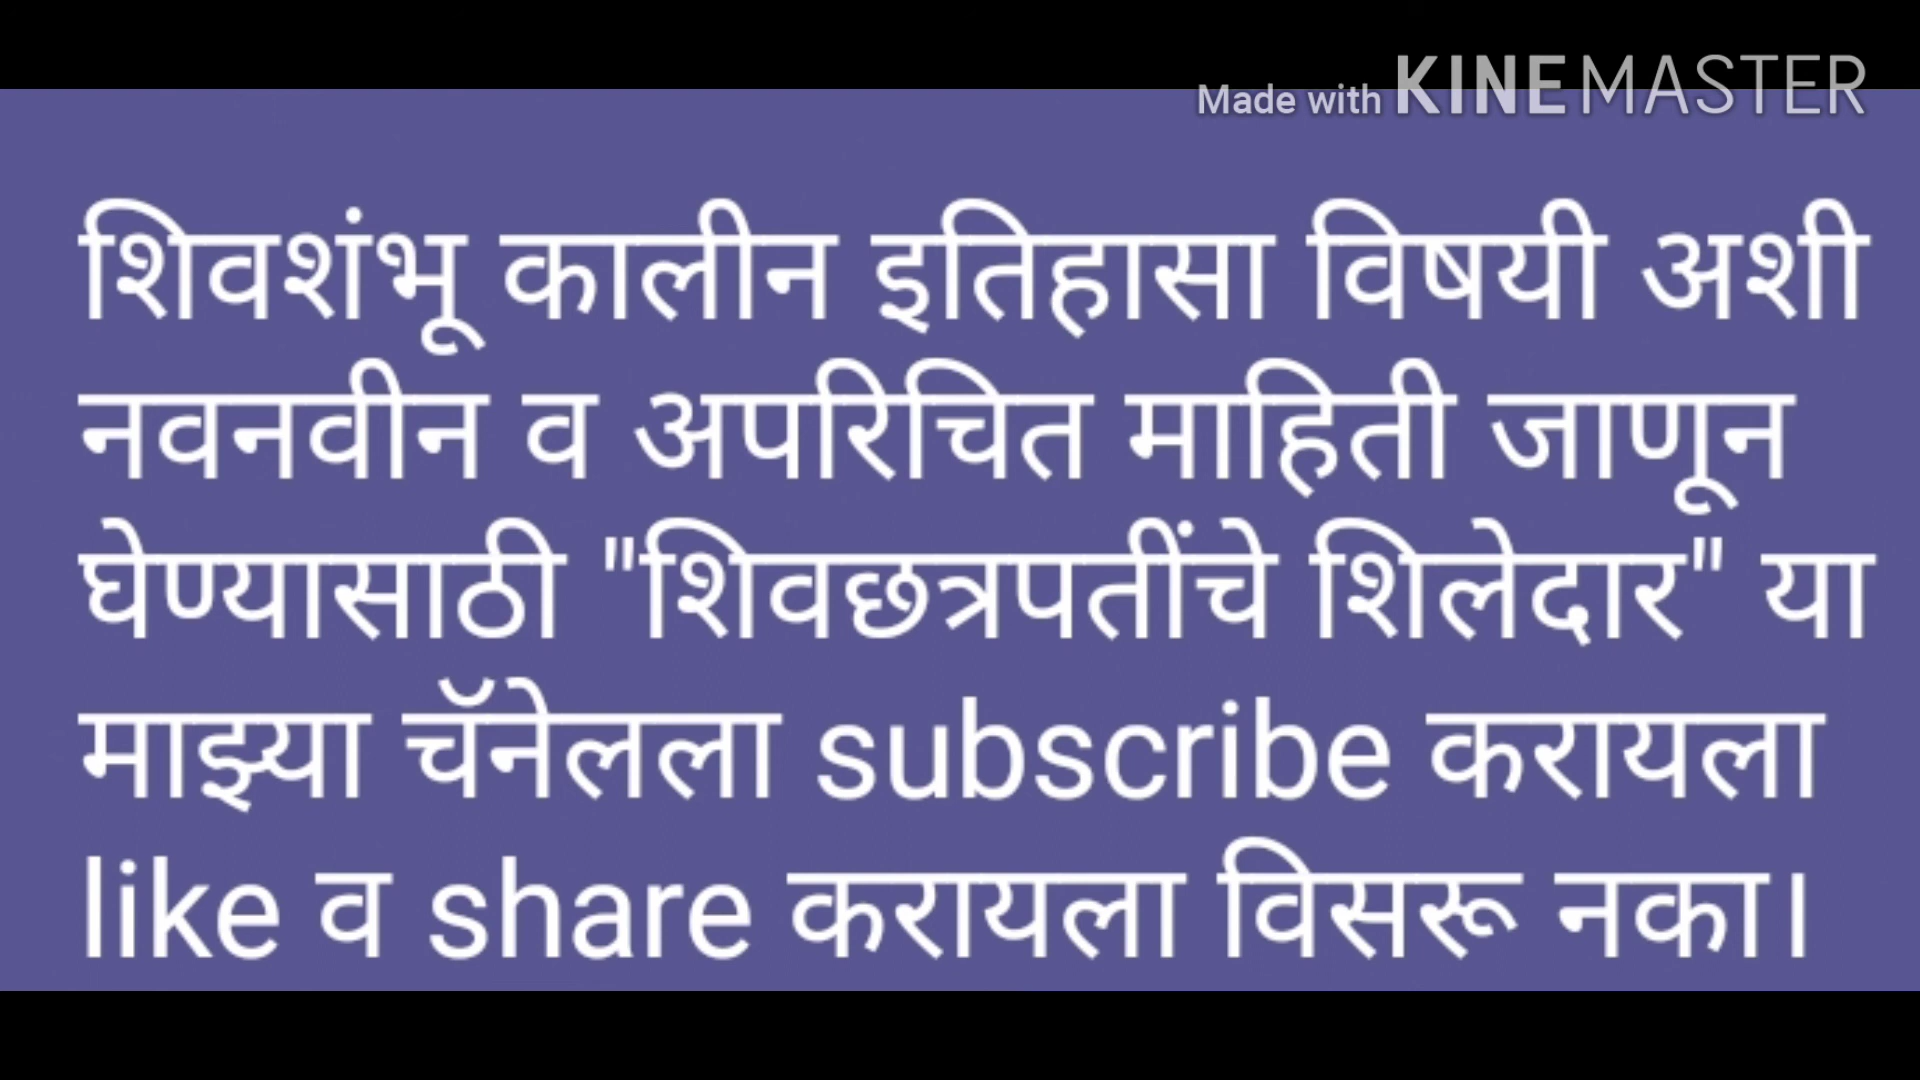 Made with KINEMASTER
शिवशंभू कालीन इतिहासा विषयी अशी
नवनवीन व अपरिचित माहिती जाणून
घेण्यासाठी "शिवछत्रपतींचे शिलेदार" या
माझ्या चॅनेलला subscribe करायला
like व share करायला विसरू नका।